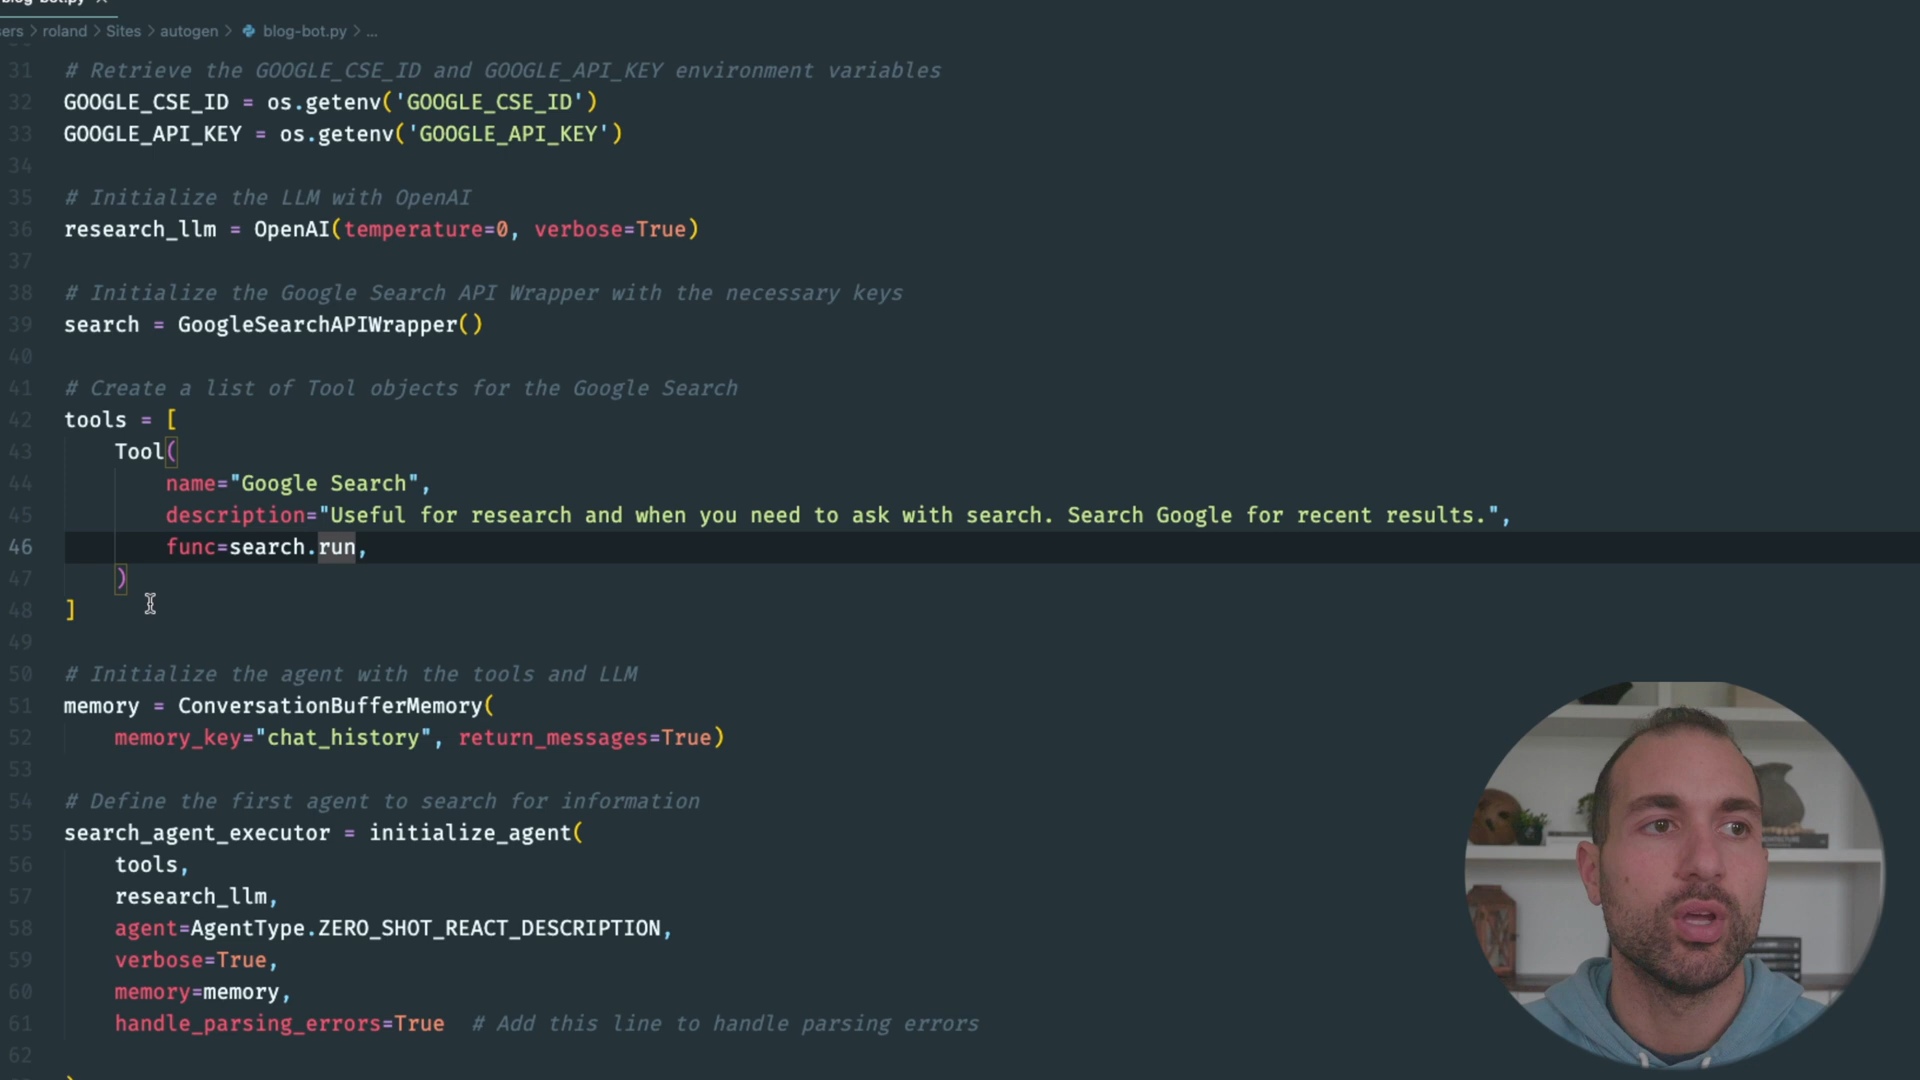 blog-bot.py ×
ers > roland > Sites > autogen > blog-bot.py > ...
31 # Retrieve the GOOGLE_CSE_ID and GOOGLE_API_KEY environment variables
32 GOOGLE_CSE_ID = os.getenv('GOOGLE_CSE_ID')
33 GOOGLE_API_KEY = os.getenv('GOOGLE_API_KEY')
34
35 # Initialize the LLM with OpenAI
36 research_llm = OpenAI(temperature=0, verbose=True)
37
38 # Initialize the Google Search API Wrapper with the necessary keys
39 search = GoogleSearchAPIWrapper()
40
41 # Create a list of Tool objects for the Google Search
42 tools = [
43     Tool(
44         name="Google Search",
45         description="Useful for research and when you need to ask with search. Search Google for recent results.",
46         func=search.run,
47     )
48 ]
49
50 # Initialize the agent with the tools and LLM
51 memory = ConversationBufferMemory(
52     memory_key="chat_history", return_messages=True)
53
54 # Define the first agent to search for information
55 search_agent_executor = initialize_agent(
56     tools,
57     research_llm,
58     agent=AgentType.ZERO_SHOT_REACT_DESCRIPTION,
59     verbose=True,
60     memory=memory,
61     handle_parsing_errors=True  # Add this line to handle parsing errors
62